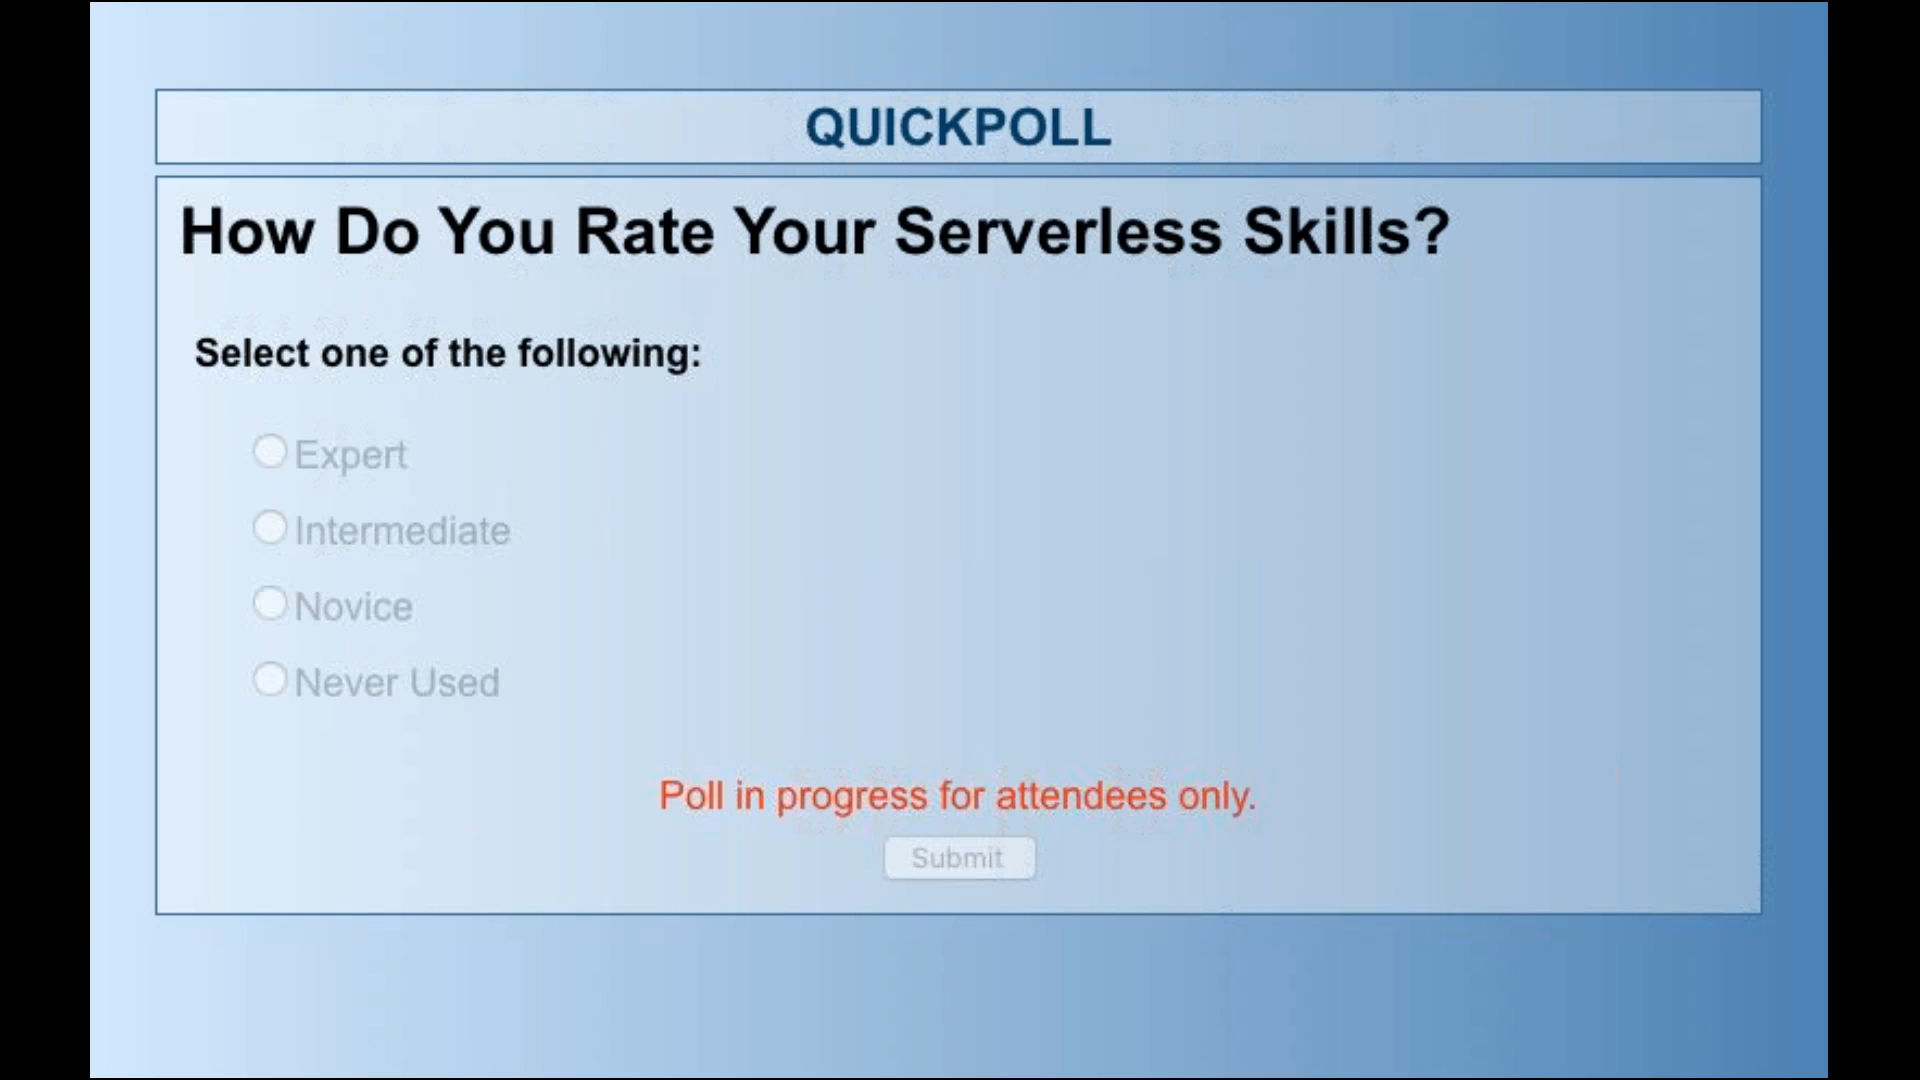 QUICKPOLL
How Do You Rate Your Serverless Skills?
Select one of the following:
Expert
Intermediate
Novice
Never Used
Poll in progress for attendees only.
Submit